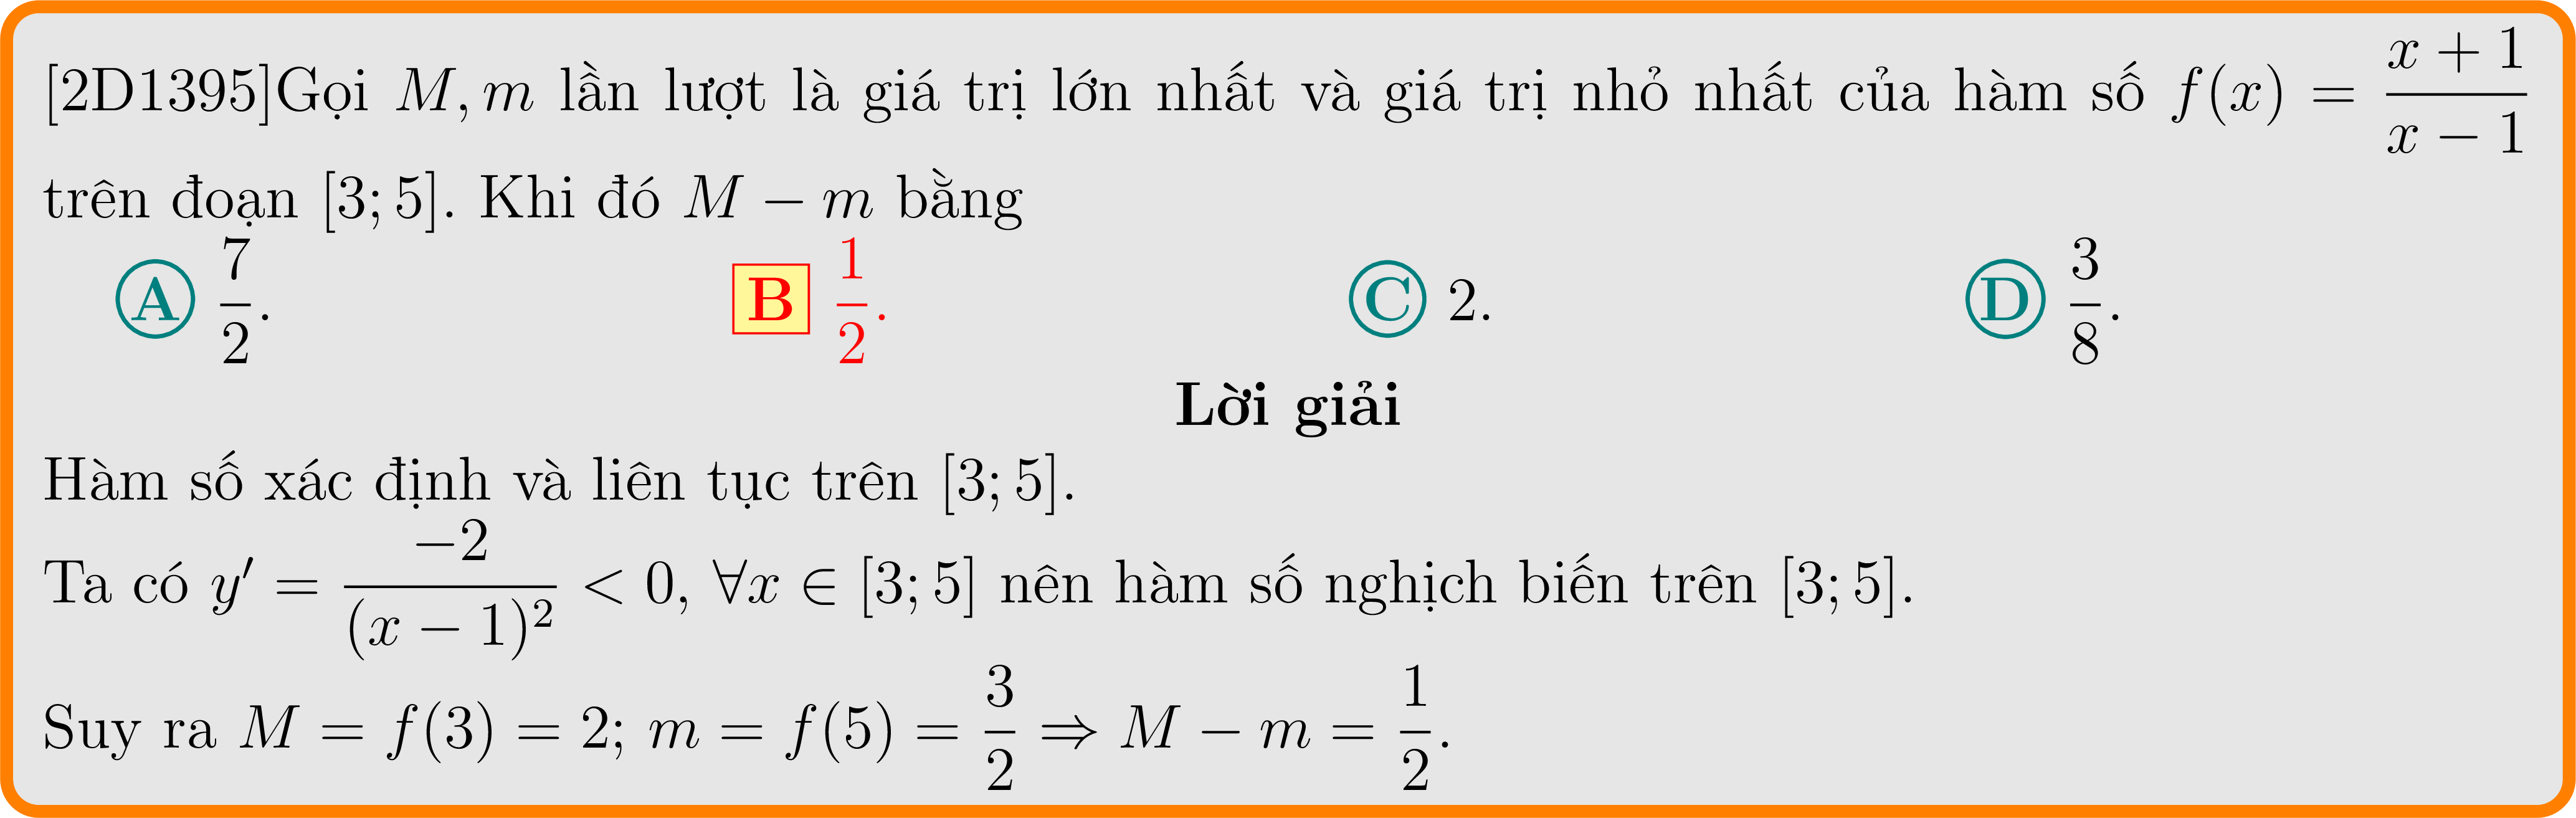 [2D1395]Gọi M, m lần lượt là giá trị lớn nhất và giá trị nhỏ nhất của hàm số f(x) = \frac{x + 1}{x − 1}
trên đoạn [3; 5]. Khi đó M − m bằng
A \frac{7}{2}. B \frac{1}{2}. C 2. D \frac{3}{8}.
Lời giải
Hàm số xác định và liên tục trên [3; 5].
Ta có y′ = \frac{−2}{(x − 1)^2} < 0, ∀x ∈ [3; 5] nên hàm số nghịch biến trên [3; 5].
Suy ra M = f(3) = 2; m = f(5) = \frac{3}{2} ⇒ M − m = \frac{1}{2}.